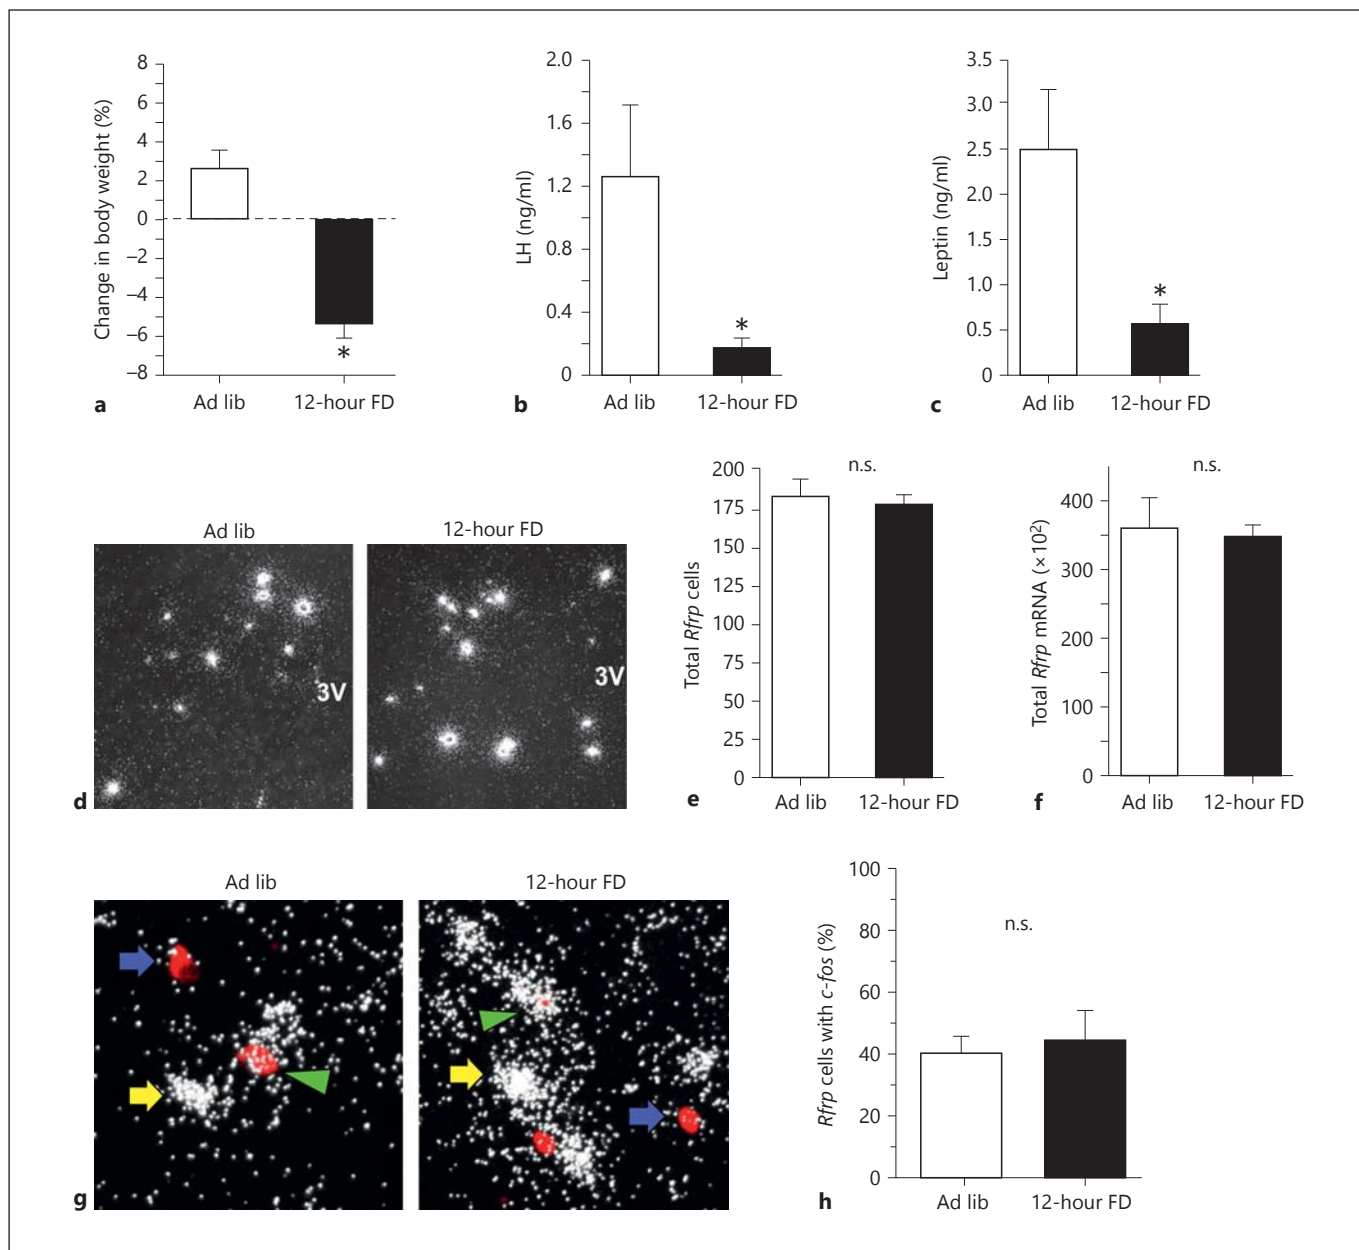 Change in body weight (%)
8
6
4
2
0
–2
–4
–6
–8
*
Ad lib
12-hour FD
a
LH (ng/ml)
2.0
1.6
1.2
0.8
0.4
0
*
Ad lib
12-hour FD
b
Leptin (ng/ml)
3.5
3.0
2.5
2.0
1.5
1.0
0.5
0
*
Ad lib
12-hour FD
c
Ad lib
12-hour FD
3V
3V
d
Total Rfrp cells
200
175
150
125
100
75
50
25
0
n.s.
Ad lib
12-hour FD
e
Total Rfrp mRNA (×10²)
400
300
200
100
0
n.s.
Ad lib
12-hour FD
f
Ad lib
12-hour FD
g
Rfrp cells with c-fos (%)
100
80
60
40
20
0
n.s.
Ad lib
12-hour FD
h